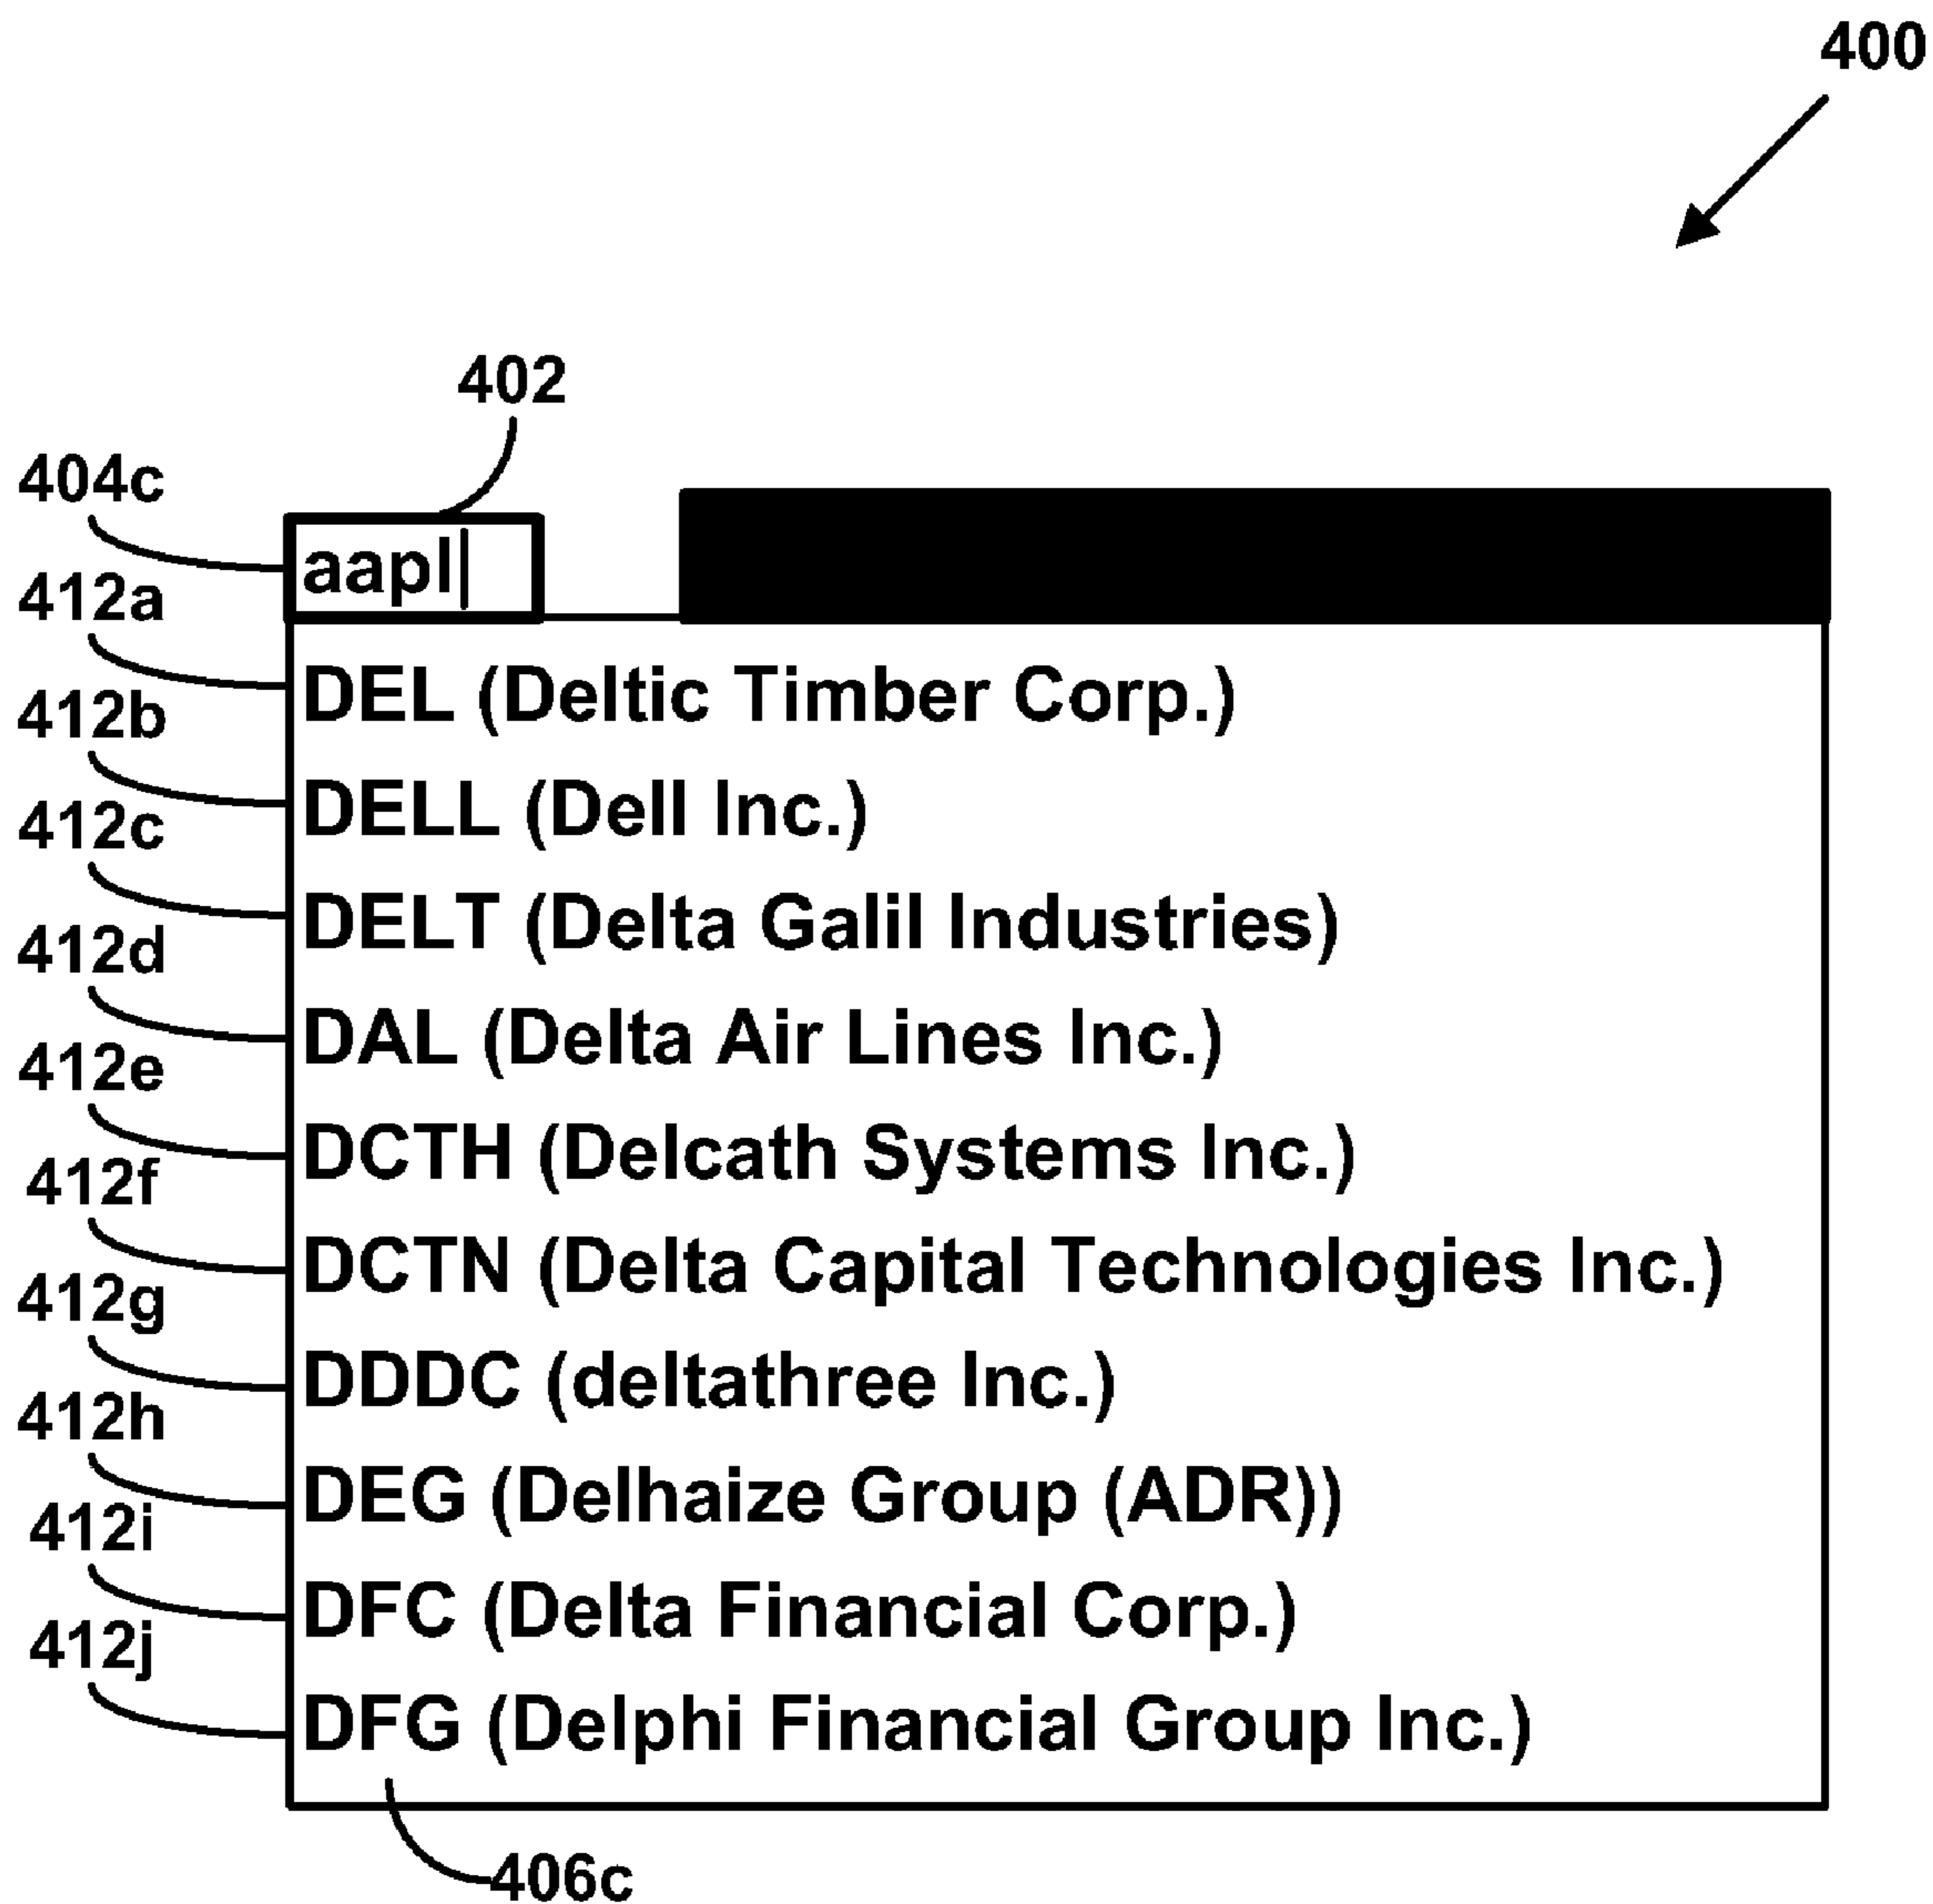 400
402
404c
aapl
412a
DEL (Deltic Timber Corp.)
412b
DELL (Dell Inc.)
412c
DELT (Delta Galil Industries)
412d
DAL (Delta Air Lines Inc.)
412e
DCTH (Delcath Systems Inc.)
412f
DCTN (Delta Capital Technologies Inc.)
412g
DDDC (deltathree Inc.)
412h
DEG (Delhaize Group (ADR))
412i
DFC (Delta Financial Corp.)
412j
DFG (Delphi Financial Group Inc.)
406c